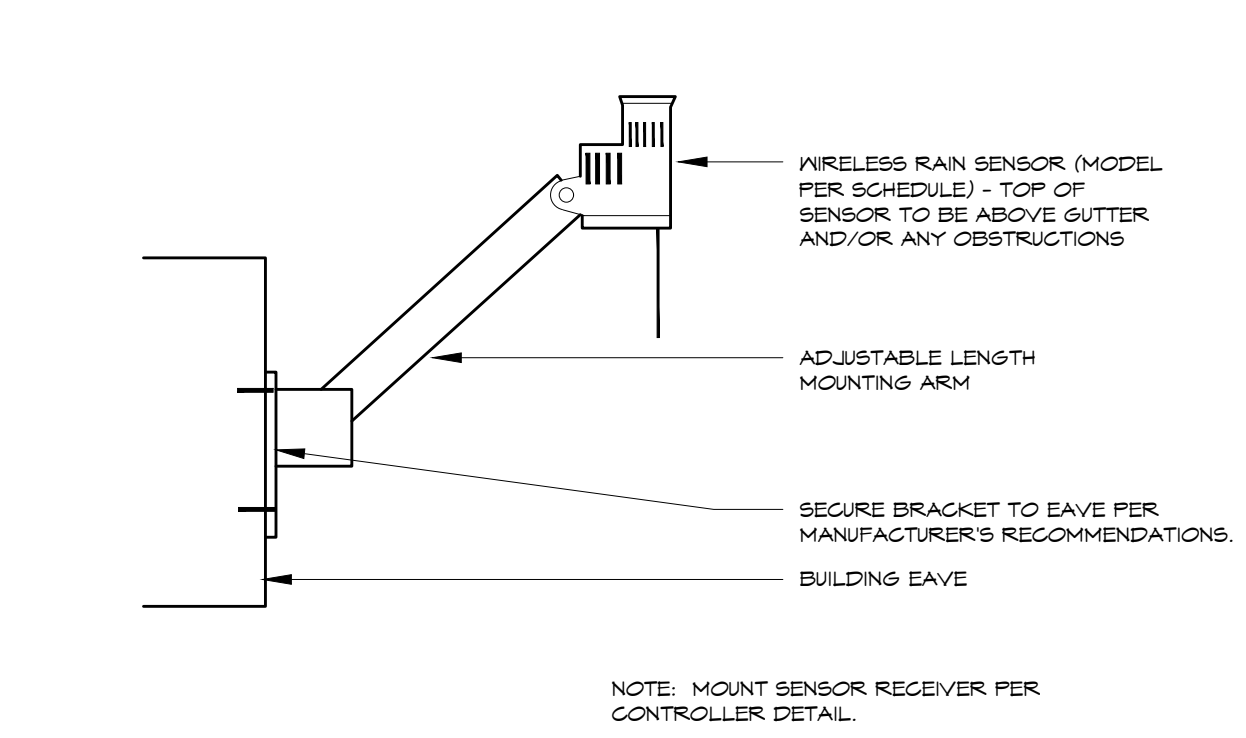 WIRELESS RAIN SENSOR (MODEL
PER SCHEDULE) - TOP OF
SENSOR TO BE ABOVE GUTTER
AND/OR ANY OBSTRUCTIONS
ADJUSTABLE LENGTH
MOUNTING ARM
SECURE BRACKET TO EAVE PER
MANUFACTURER'S RECOMMENDATIONS.
BUILDING EAVE
NOTE: MOUNT SENSOR RECEIVER PER
CONTROLLER DETAIL.